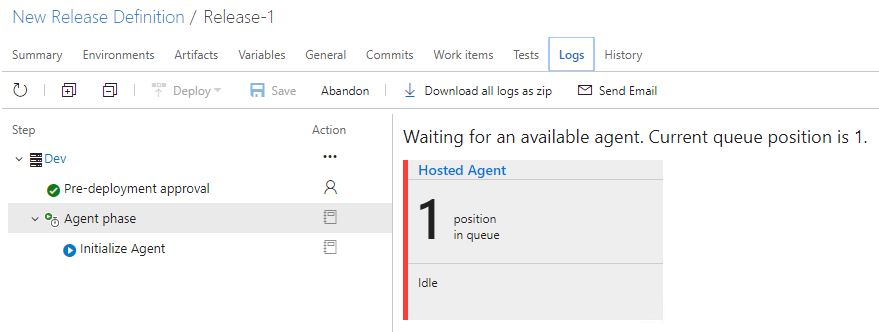 New Release Definition / Release-1
Summary Environments Artifacts Variables General Commits Work items Tests Logs History
Deploy Save Abandon Download all logs as zip Send Email
Step Action
Dev
Pre-deployment approval
Agent phase
Initialize Agent
Waiting for an available agent. Current queue position is 1.
Hosted Agent
1 position
in queue
Idle